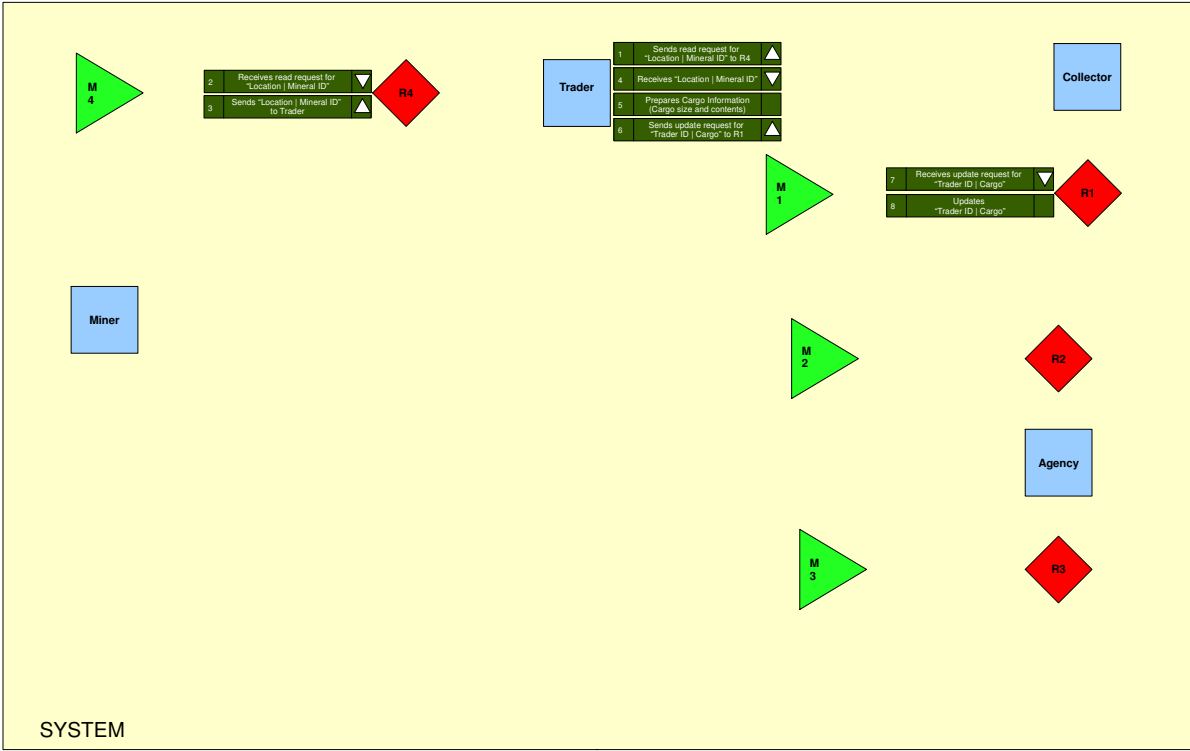 M
4
2
Receives read request for
“Location | Mineral ID”
3
Sends “Location | Mineral ID”
to Trader
R4
Trader
1
Sends read request for
“Location | Mineral ID” to R4
4
Receives “Location | Mineral ID”
5
Prepares Cargo Information
(Cargo size and contents)
6
Sends update request for
“Trader ID | Cargo” to R1
Collector
M
1
7
Receives update request for
“Trader ID | Cargo”
8
Updates
“Trader ID | Cargo”
R1
Miner
M
2
R2
Agency
M
3
R3
SYSTEM